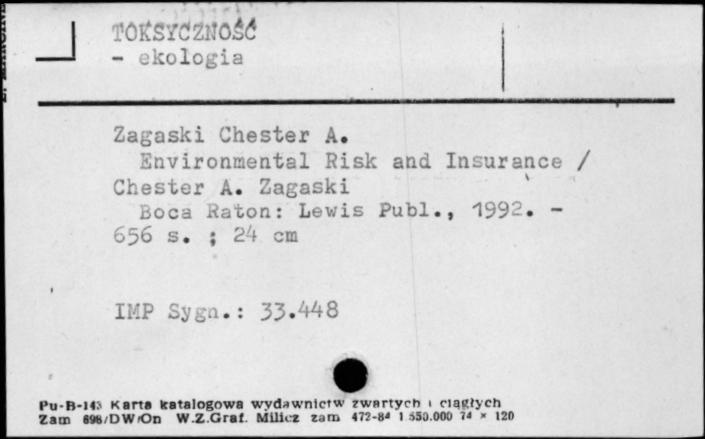 TOKSYCZNOŚĆ
- ekologia
Zagaski Chester A.
Environmental Risk and Insurance /
Chester A. Zagaski
Boca Raton: Lewis Publ., 1992. -
656 s. ; 24 cm
IMP Sygn.: 33.448
Pu-B-143 Karta katalogowa wydawnictw zwartych i ciągłych
Zam 698/DW/On W.Z.Graf. Milicz zam 472-84 1 550.000 74 × 120